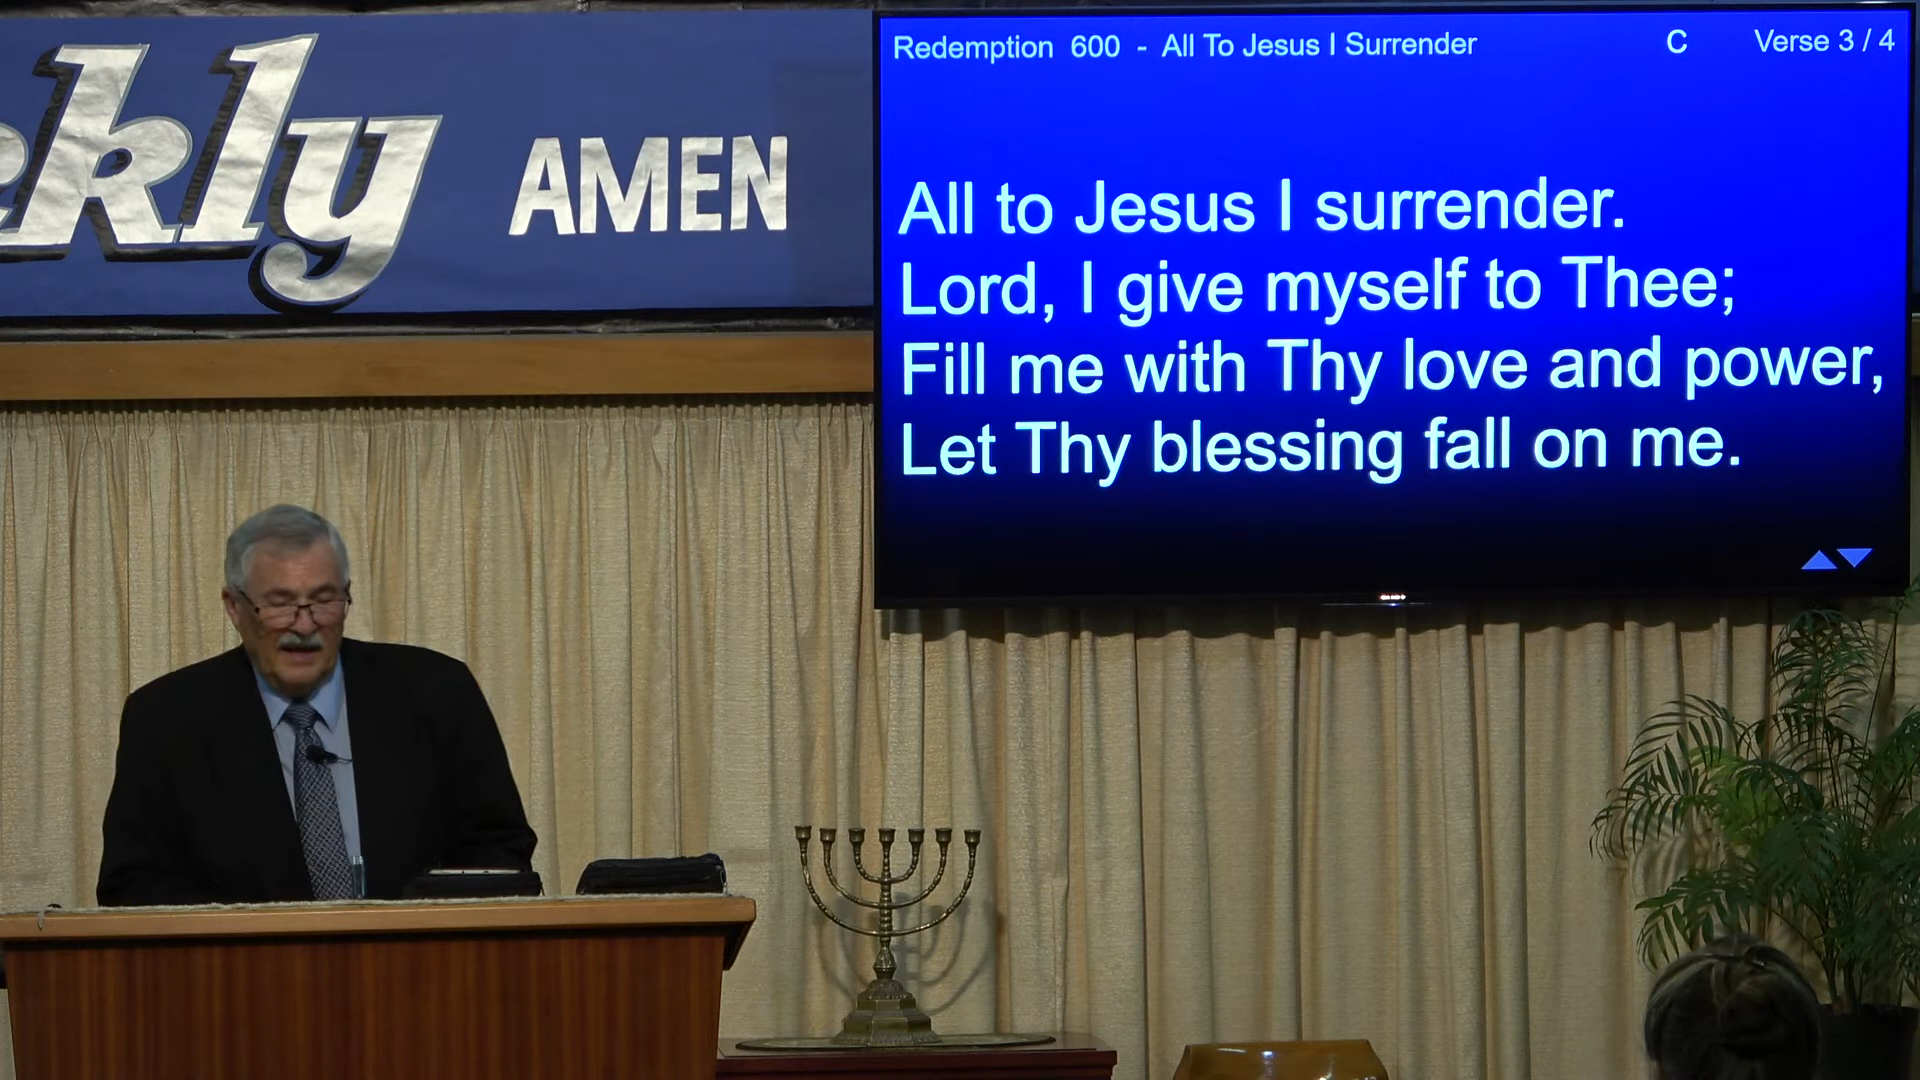 kly AMEN
Redemption 600 - All To Jesus I Surrender C Verse 3 / 4
All to Jesus I surrender.
Lord, I give myself to Thee;
Fill me with Thy love and power,
Let Thy blessing fall on me.